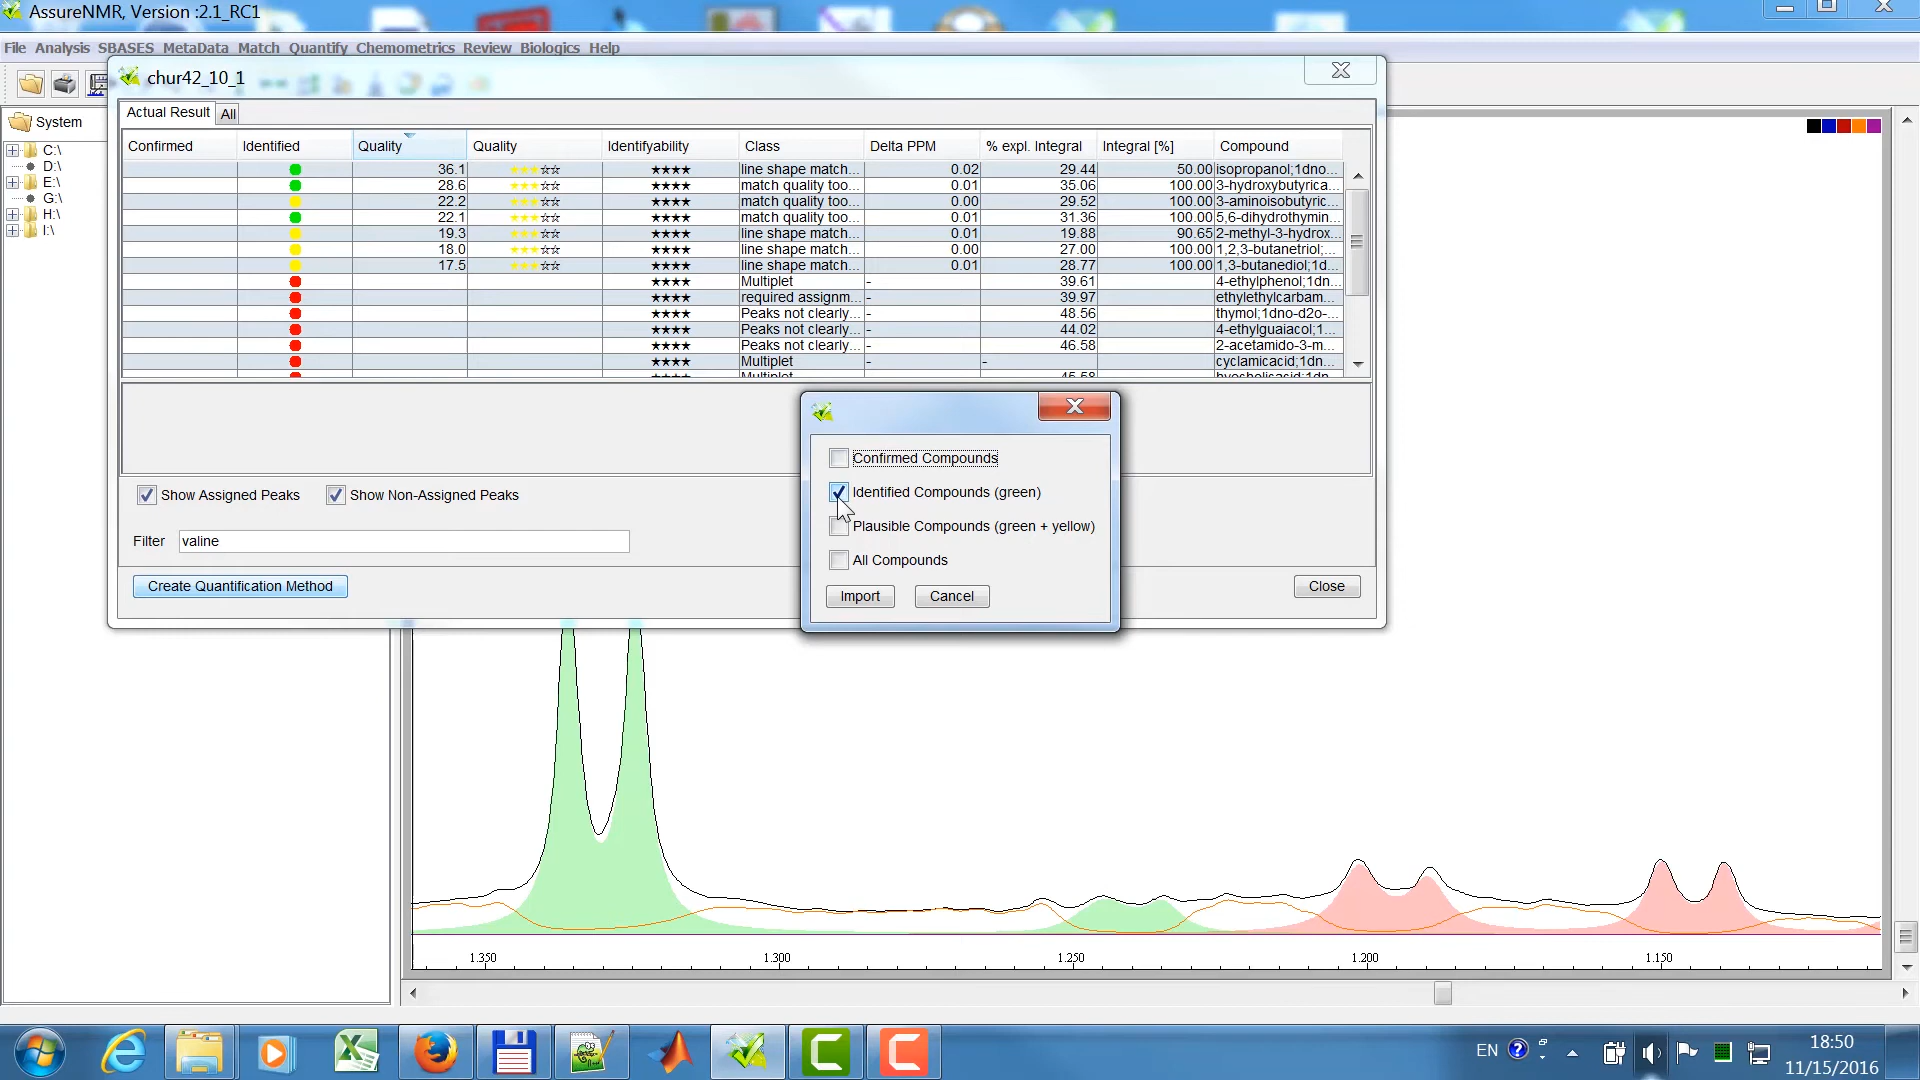 AssureNMR, Version :2.1_RC1
File Analysis SBASES MetaData Match Quantify Chemometrics Review Biologics Help
chur42_10_1
Actual Result All
System
C:\
D:\
E:\
G:\
H:\
I:\
Confirmed Identified Quality Quality Identifyability Class Delta PPM % expl. Integral Integral [%] Compound
36.1 ★★★☆☆ ★★★★ line shape match... 0.02 29.44 50.00 isopropanol;1dno...
28.6 ★★★☆☆ ★★★★ match quality too... 0.01 35.06 100.00 3-hydroxybutyrica...
22.2 ★★★☆☆ ★★★★ match quality too... 0.00 29.52 100.00 3-aminoisobutyric...
22.1 ★★★☆☆ ★★★★ match quality too... 0.01 31.36 100.00 5,6-dihydrothymin...
19.3 ★★★☆☆ ★★★★ line shape match... 0.01 19.88 90.65 2-methyl-3-hydrox...
18.0 ★★★☆☆ ★★★★ line shape match... 0.00 27.00 100.00 1,2,3-butanetriol;...
17.5 ★★★☆☆ ★★★★ line shape match... 0.01 28.77 100.00 1,3-butanediol;1d...
★★★★ Multiplet - 39.61 4-ethylphenol;1dn...
★★★★ required assignm... - 39.97 ethylethylcarbam...
★★★★ Peaks not clearly... - 48.56 thymol;1dno-d2o-...
★★★★ Peaks not clearly... - 44.02 4-ethylguaiacol;1...
★★★★ Peaks not clearly... - 46.58 2-acetamido-3-m...
★★★★ Multiplet - - cyclamicacid;1dn...
Multiplet 45.58 hyocholicacid;1dn
Confirmed Compounds
Identified Compounds (green)
Plausible Compounds (green + yellow)
All Compounds
Import Cancel
Show Assigned Peaks Show Non-Assigned Peaks
Filter valine
Create Quantification Method
Close
1.350 1.300 1.250 1.200 1.150
EN
18:50
11/15/2016